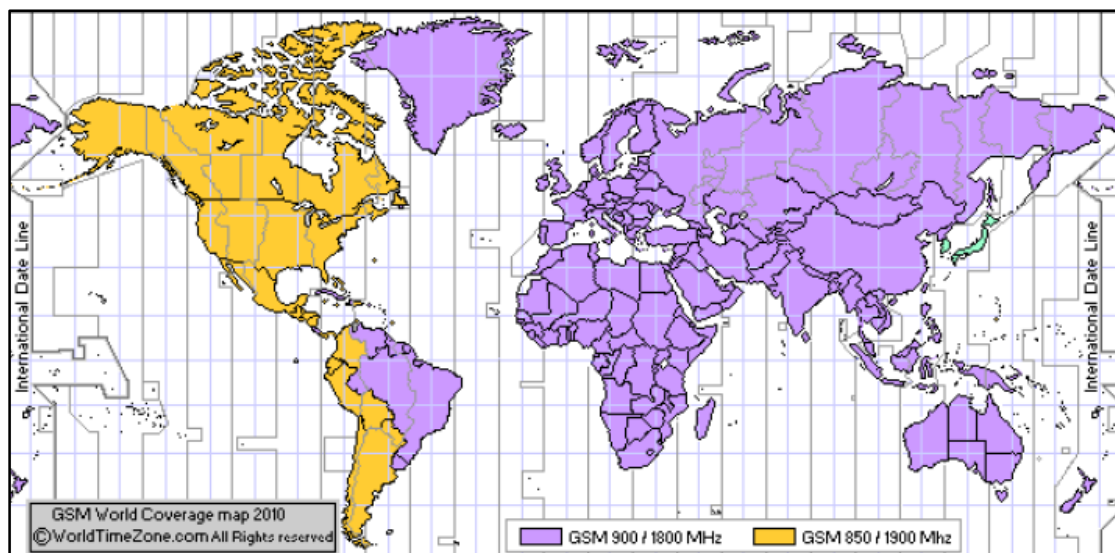 International Date Line
International Date Line
GSM World Coverage map 2010
©WorldTimeZone.com All Rights reserved
GSM 900 / 1800 MHz
GSM 850 / 1900 Mhz